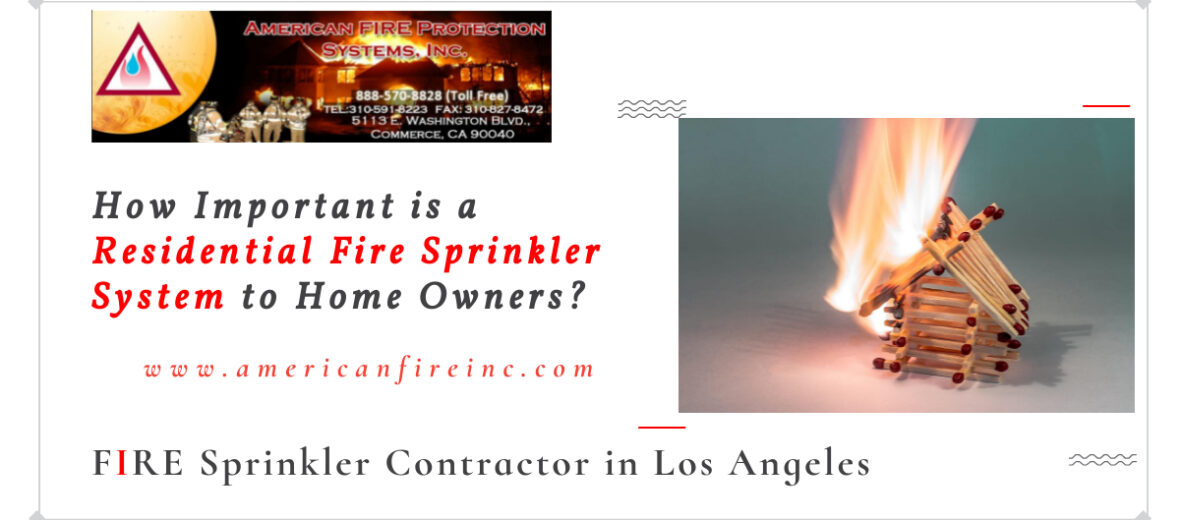 AMERICAN FIRE PROTECTION
SYSTEMS, INC.
888-570-8828 (Toll Free)
TEL:310-591-8223 FAX: 310-827-8472
5113 E. WASHINGTON BLVD.,
COMMERCE, CA 90040
How Important is a
Residential Fire Sprinkler
System to Home Owners?
www.americanfireinc.com
FIRE Sprinkler Contractor in Los Angeles